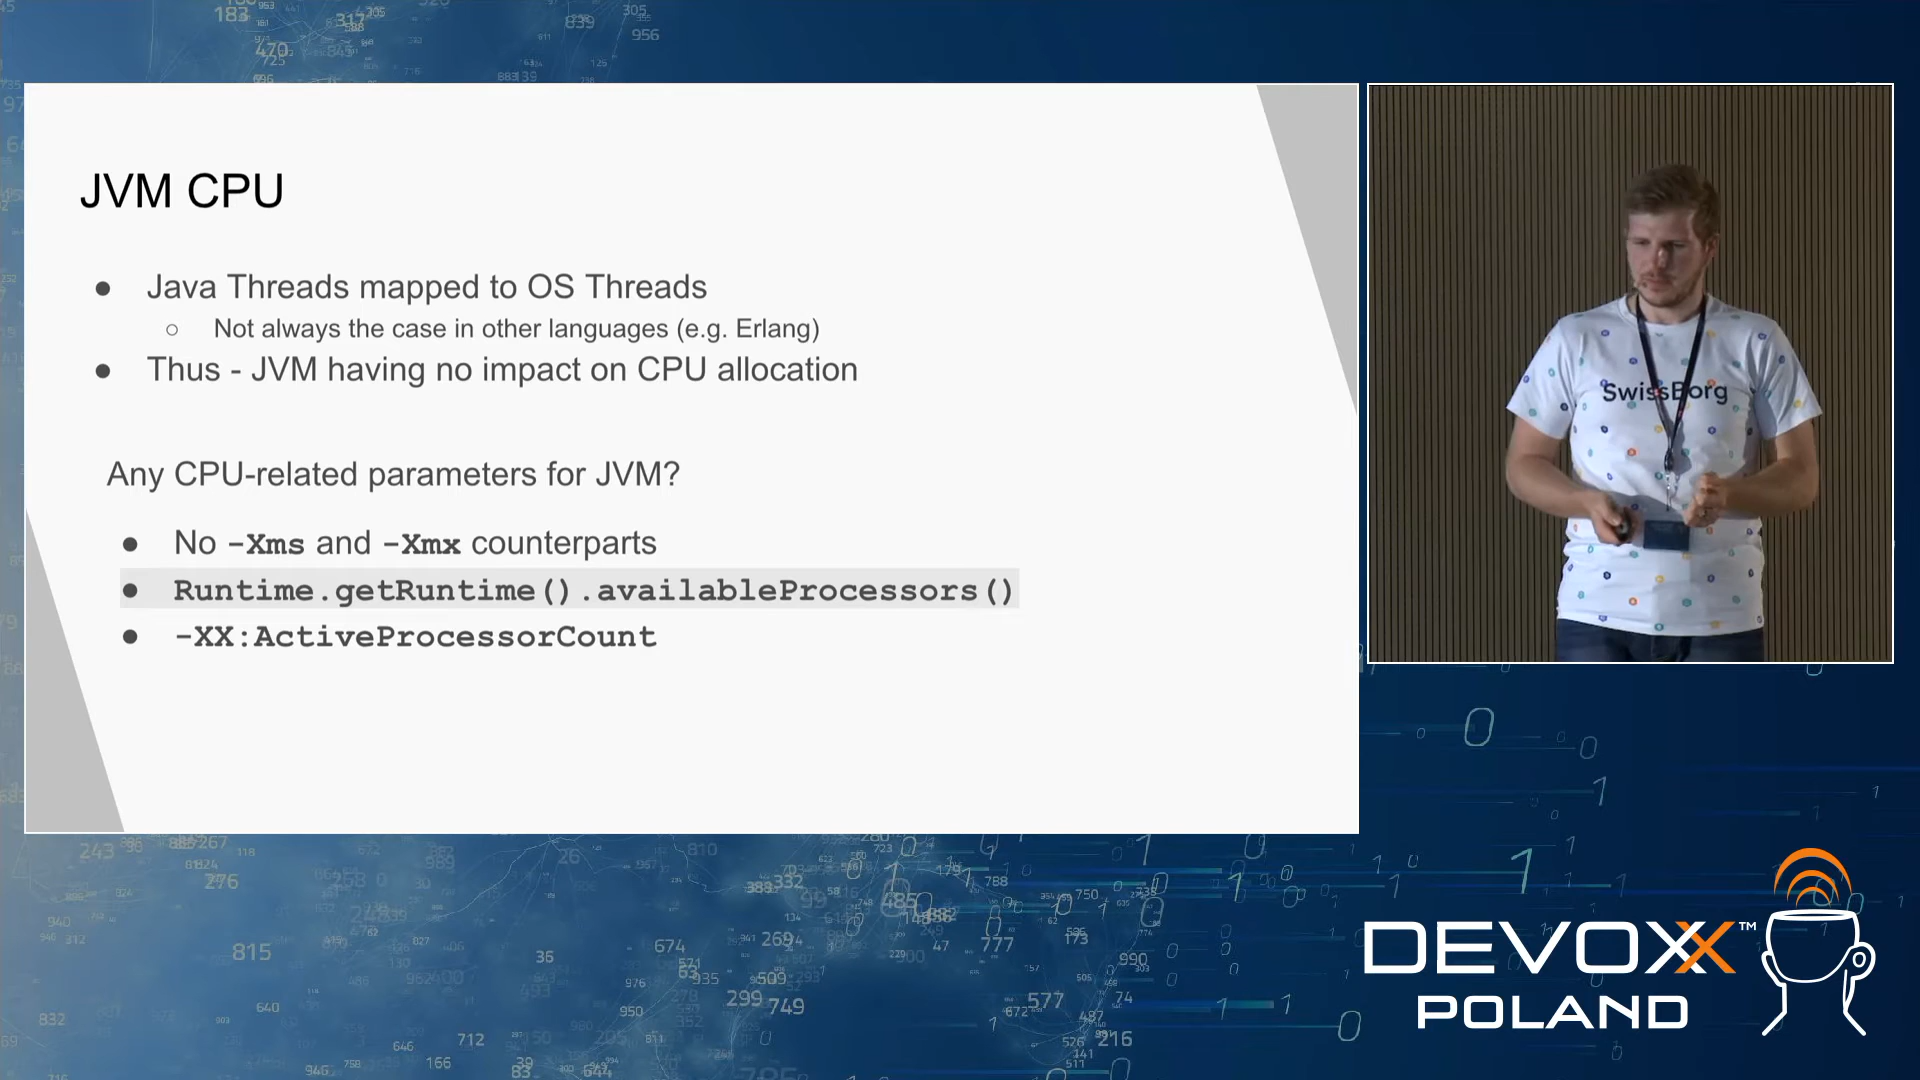 JVM CPU
● Java Threads mapped to OS Threads
○ Not always the case in other languages (e.g. Erlang)
● Thus - JVM having no impact on CPU allocation
Any CPU-related parameters for JVM?
● No -Xms and -Xmx counterparts
● Runtime.getRuntime().availableProcessors()
● -XX:ActiveProcessorCount
SwissBorg
DEVOXX™
POLAND